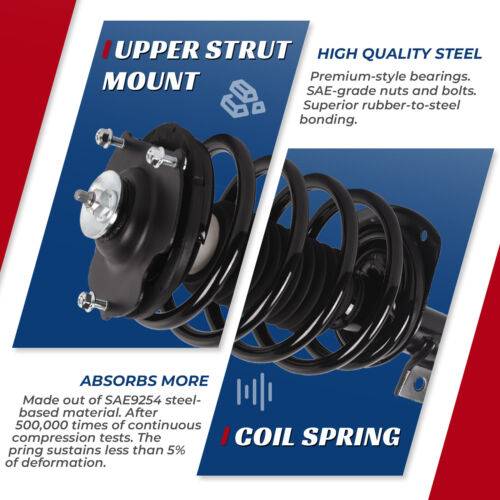 UPPER STRUT
MOUNT
HIGH QUALITY STEEL
Premium-style bearings.
SAE-grade nuts and bolts.
Superior rubber-to-steel
bonding.
ABSORBS MORE
Made out of SAE9254 steel-
based material. After
500,000 times of continuous
compression tests. The
pring sustains less than 5%
of deformation.
COIL SPRING